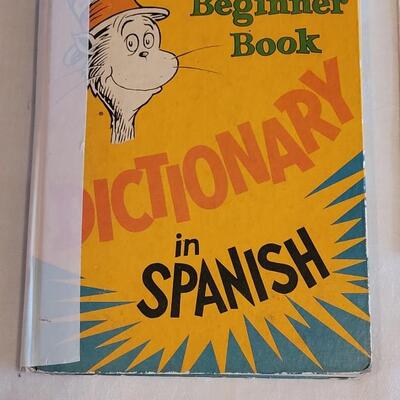 Beginner
Book
DICTIONARY
in
SPANISH